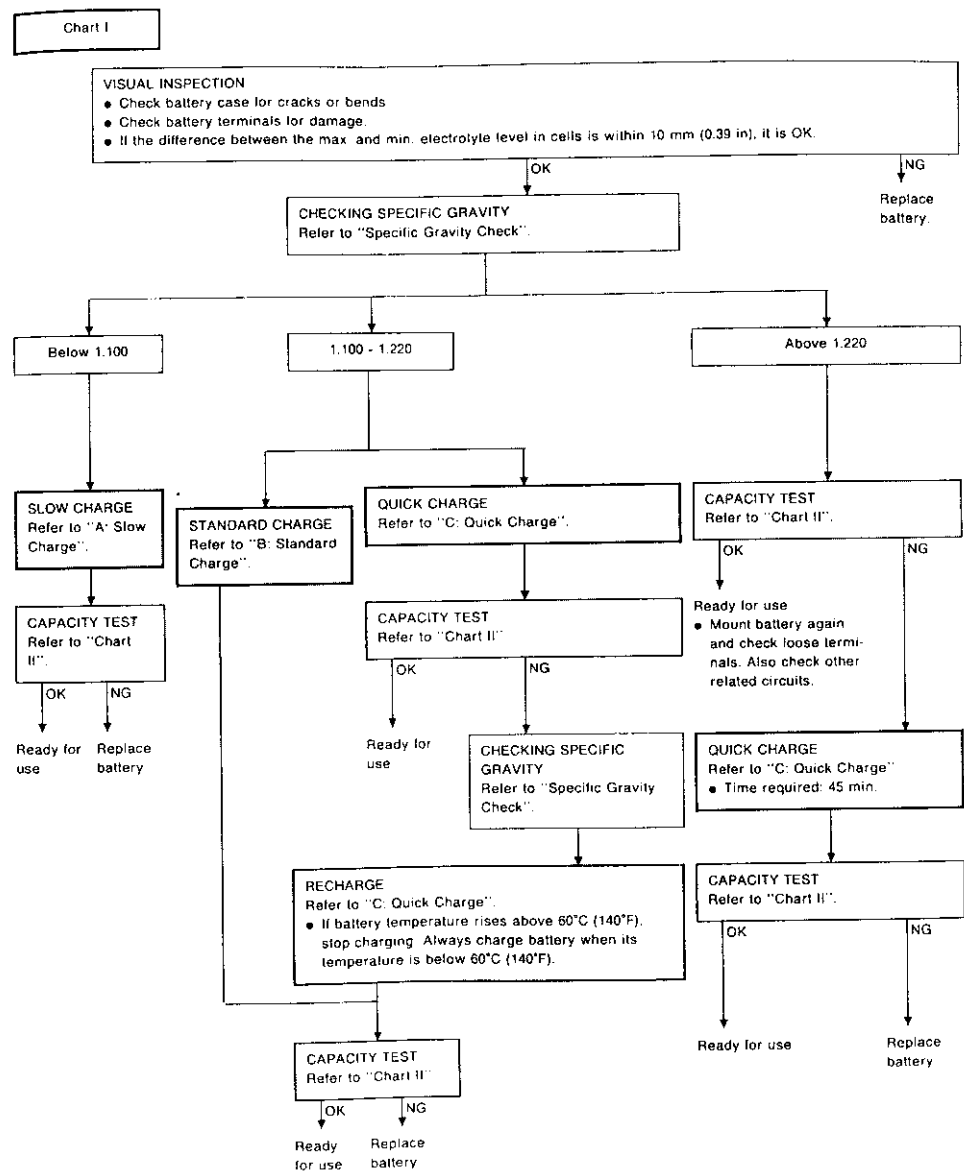 Chart I
VISUAL INSPECTION
● Check battery case for cracks or bends
● Check battery terminals for damage.
● If the difference between the max and min. electrolyte level in cells is within 10 mm (0.39 in), it is OK.
OK
NG
Replace
battery.
CHECKING SPECIFIC GRAVITY
Refer to "Specific Gravity Check".
Below 1.100
1.100 - 1.220
Above 1.220
SLOW CHARGE
Refer to "A: Slow
Charge".
STANDARD CHARGE
Refer to "B: Standard
Charge".
QUICK CHARGE
Refer to "C: Quick Charge".
CAPACITY TEST
Refer to "Chart II".
OK
NG
CAPACITY TEST
Refer to "Chart
II".
OK
NG
Ready for
use
Replace
battery
CAPACITY TEST
Refer to "Chart II"
OK
NG
Ready for
use
Ready for use
● Mount battery again
and check loose termi-
nals. Also check other
related circuits.
CHECKING SPECIFIC
GRAVITY
Refer to "Specific Gravity
Check".
QUICK CHARGE
Refer to "C: Quick Charge"
● Time required: 45 min.
RECHARGE
Refer to "C: Quick Charge".
● If battery temperature rises above 60°C (140°F),
stop charging Always charge battery when its
temperature is below 60°C (140°F).
CAPACITY TEST
Refer to "Chart II".
OK
NG
Ready for use
Replace
battery
CAPACITY TEST
Refer to "Chart II"
OK
NG
Ready
for use
Replace
battery